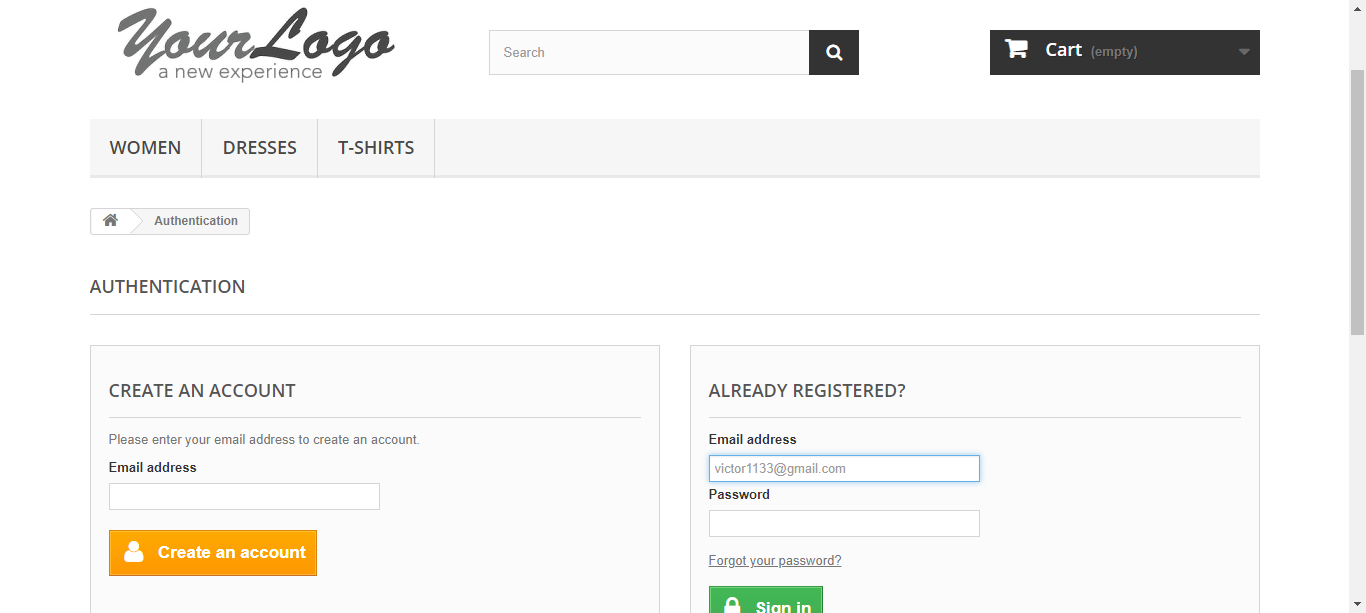 YourLogo
a new experience
Search
Cart (empty)
WOMEN DRESSES T-SHIRTS
Authentication
AUTHENTICATION
CREATE AN ACCOUNT
Please enter your email address to create an account.
Email address
Create an account
ALREADY REGISTERED?
Email address
victor1133@gmail.com
Password
Forgot your password?
Sign in